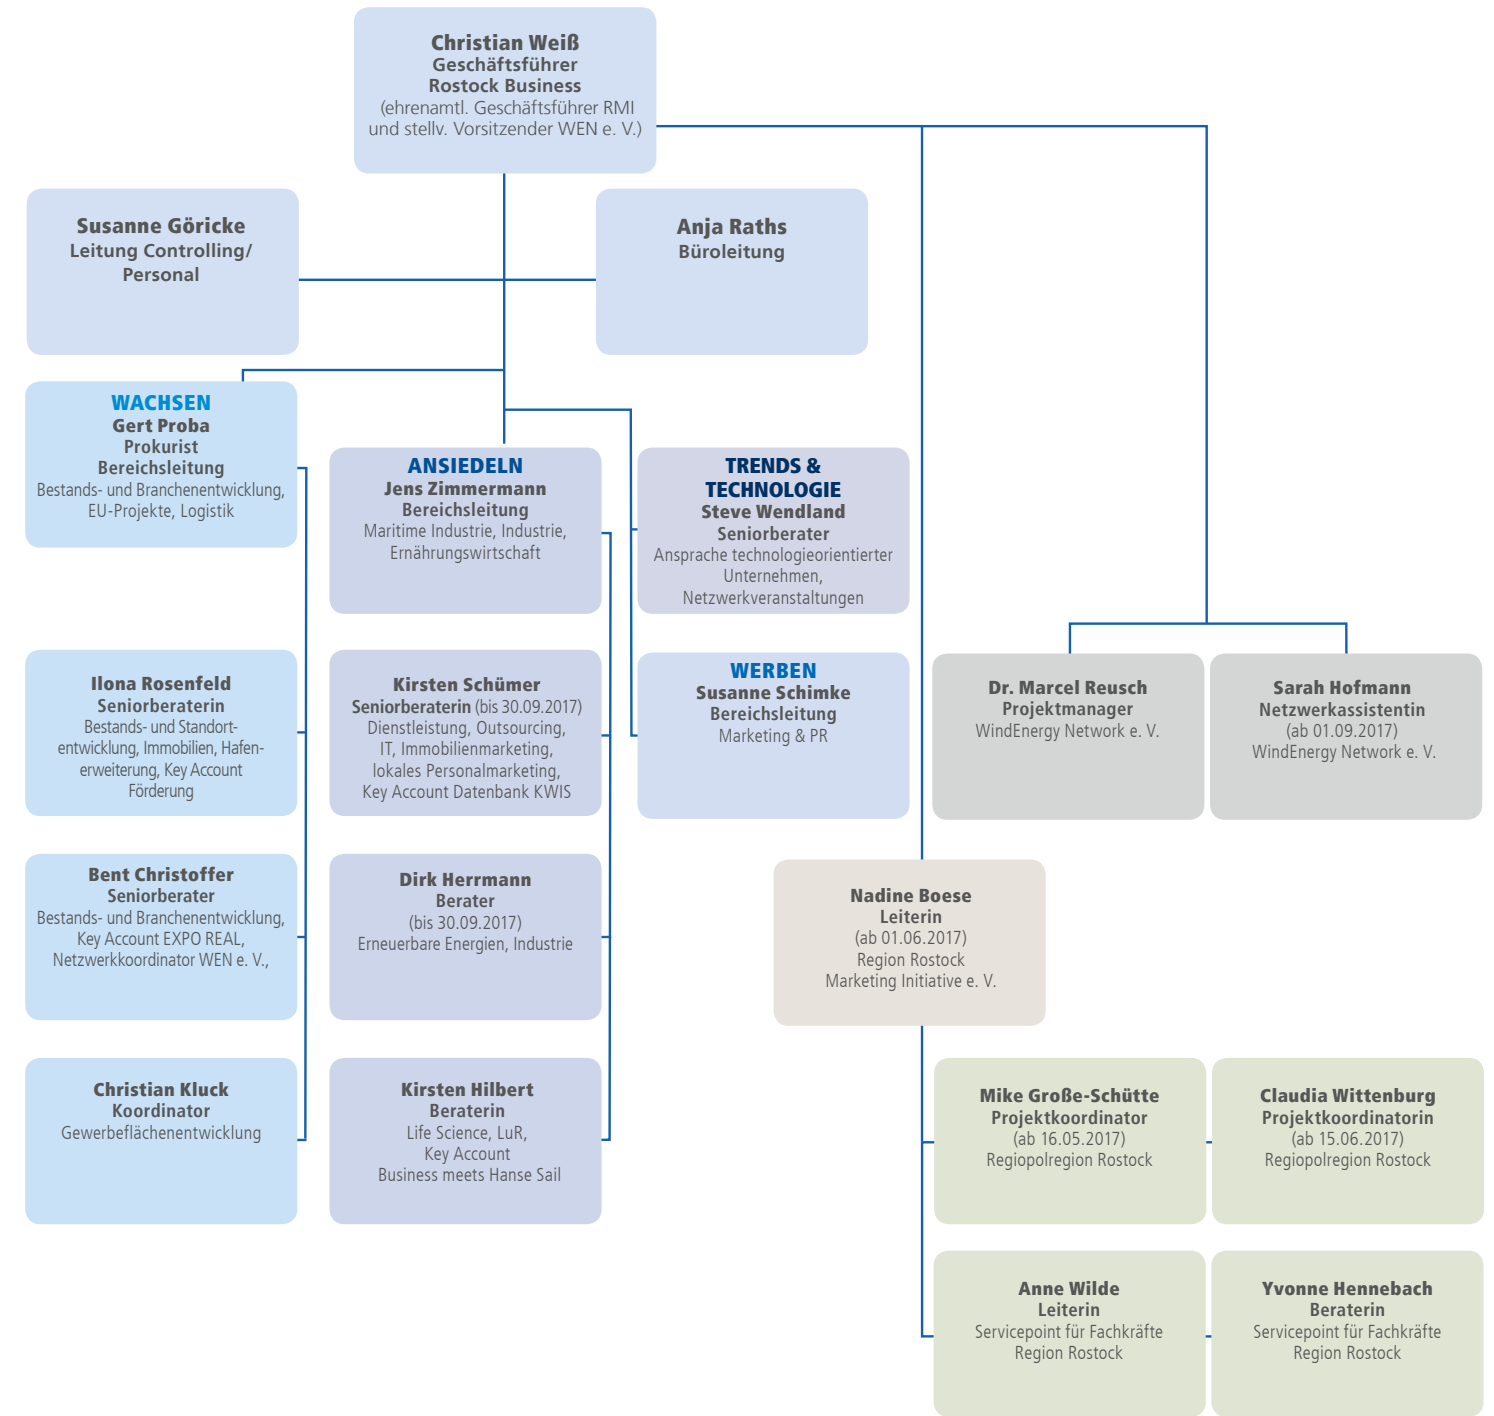 Christian Weiß
Geschäftsführer
Rostock Business
(ehrenamtl. Geschäftsführer RMI
und stellv. Vorsitzender WEN e. V.)
Susanne Göricke
Leitung Controlling/
Personal
Anja Raths
Büroleitung
WACHSEN
Gert Proba
Prokurist
Bereichsleitung
Bestands- und Branchenentwicklung,
EU-Projekte, Logistik
ANSIEDELN
Jens Zimmermann
Bereichsleitung
Maritime Industrie, Industrie,
Ernährungswirtschaft
TRENDS &
TECHNOLOGIE
Steve Wendland
Seniorberater
Ansprache technologieorientierter
Unternehmen,
Netzwerkveranstaltungen
Ilona Rosenfeld
Seniorberaterin
Bestands- und Standort-
entwicklung, Immobilien, Hafen-
erweiterung, Key Account
Förderung
Kirsten Schümer
Seniorberaterin (bis 30.09.2017)
Dienstleistung, Outsourcing,
IT, Immobilienmarketing,
lokales Personalmarketing,
Key Account Datenbank KWIS
WERBEN
Susanne Schimke
Bereichsleitung
Marketing & PR
Dr. Marcel Reusch
Projektmanager
WindEnergy Network e. V.
Sarah Hofmann
Netzwerkassistentin
(ab 01.09.2017)
WindEnergy Network e. V.
Bent Christoffer
Seniorberater
Bestands- und Branchenentwicklung,
Key Account EXPO REAL,
Netzwerkkoordinator WEN e. V.,
Dirk Herrmann
Berater
(bis 30.09.2017)
Erneuerbare Energien, Industrie
Nadine Boese
Leiterin
(ab 01.06.2017)
Region Rostock
Marketing Initiative e. V.
Christian Kluck
Koordinator
Gewerbeflächenentwicklung
Kirsten Hilbert
Beraterin
Life Science, LuR,
Key Account
Business meets Hanse Sail
Mike Große-Schütte
Projektkoordinator
(ab 16.05.2017)
Regiopolregion Rostock
Claudia Wittenburg
Projektkoordinatorin
(ab 15.06.2017)
Regiopolregion Rostock
Anne Wilde
Leiterin
Servicepoint für Fachkräfte
Region Rostock
Yvonne Hennebach
Beraterin
Servicepoint für Fachkräfte
Region Rostock